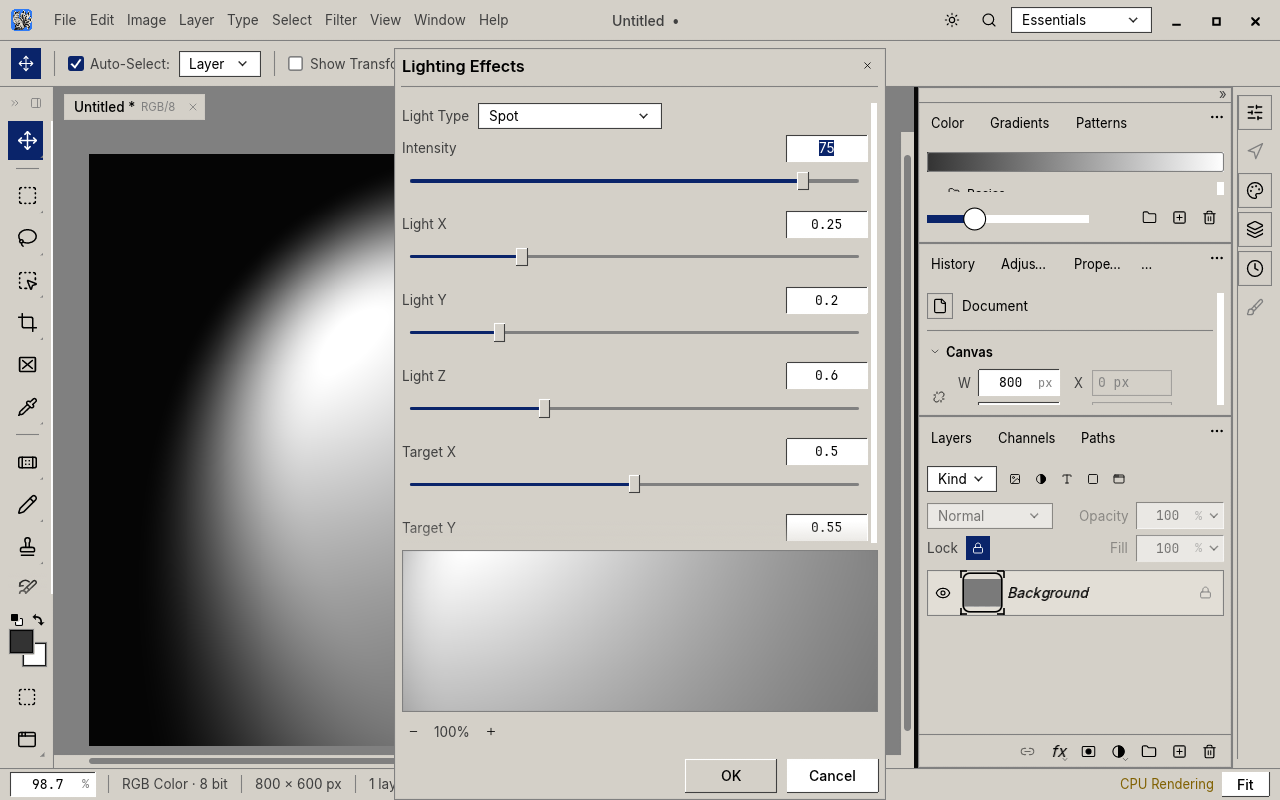 File Edit Image Layer Type Select Filter View Window Help Untitled • Essentials
Auto-Select: Layer Show Transfo
Lighting Effects
Untitled * RGB/8
Light Type Spot
Intensity 75
Light X 0.25
Light Y 0.2
Light Z 0.6
Target X 0.5
Target Y 0.55
100%
OK Cancel
Color Gradients Patterns
Basics
History Adjus... Prope... ...
Document
Canvas
W 800 px X 0 px
Layers Channels Paths
Kind
Normal Opacity 100 %
Lock Fill 100 %
Background
fx
98.7 % RGB Color · 8 bit 800 × 600 px 1 lay CPU Rendering Fit